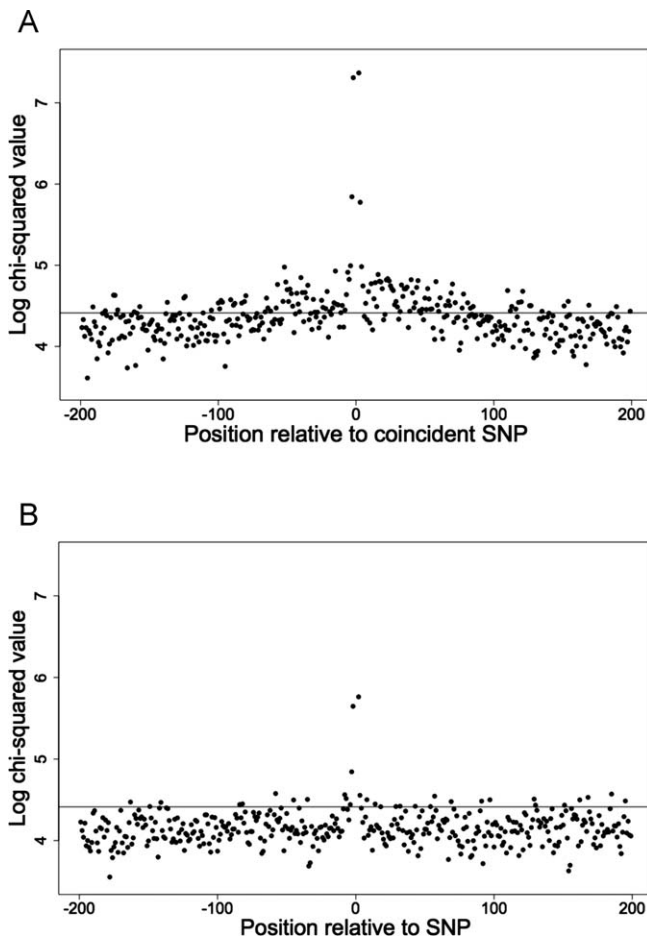 A
Log chi-squared value
7
6
5
4
-200 -100 0 100 200
Position relative to coincident SNP
B
Log chi-squared value
7
6
5
4
-200 -100 0 100 200
Position relative to SNP